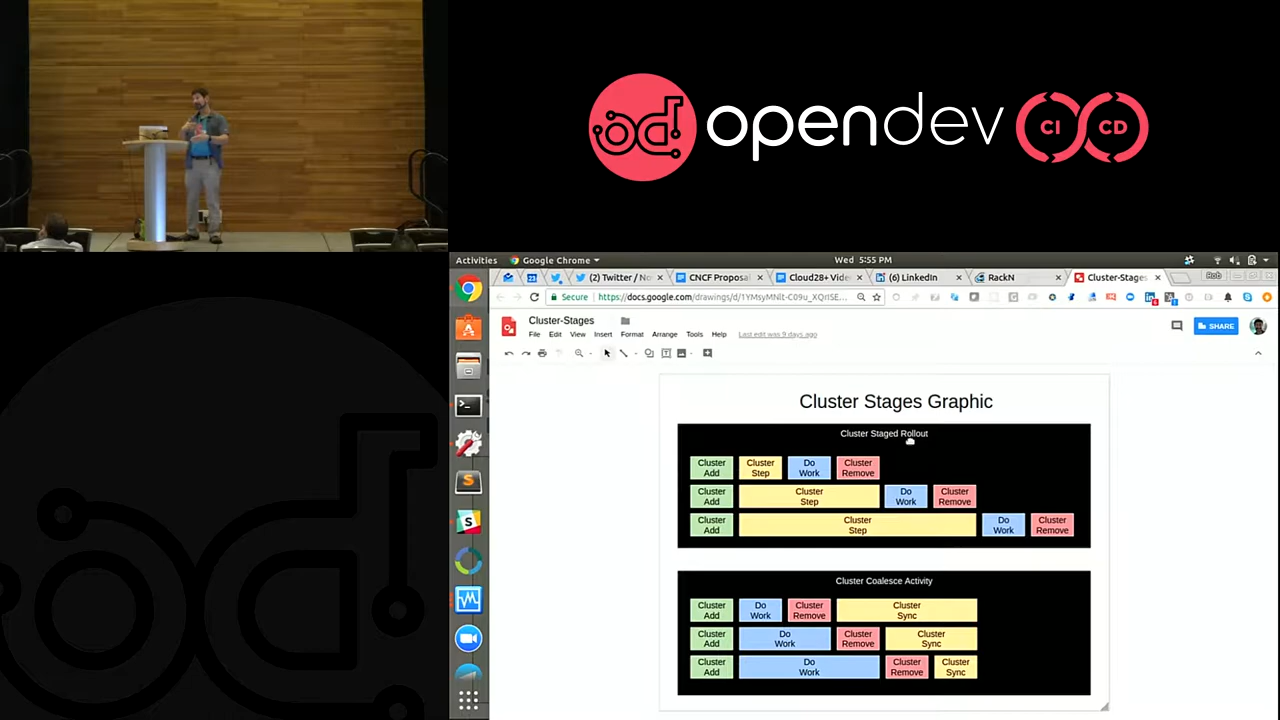 opendev CI CD
Activities Google Chrome Wed 5:55 PM
(2) Twitter / No
CNCF Proposal
Cloud28+ Vide
(6) LinkedIn
RackN
Cluster-Stages
Rob
Secure
Cluster-Stages
File Edit View Insert Format Arrange Tools Help Last edit was 9 days ago
SHARE
Cluster Stages Graphic
Cluster Staged Rollout
Cluster Add
Cluster Step
Do Work
Cluster Remove
Cluster Add
Cluster Step
Do Work
Cluster Remove
Cluster Add
Cluster Step
Do Work
Cluster Remove
Cluster Coalesce Activity
Cluster Add
Do Work
Cluster Remove
Cluster Sync
Cluster Add
Do Work
Cluster Remove
Cluster Sync
Cluster Add
Do Work
Cluster Remove
Cluster Sync